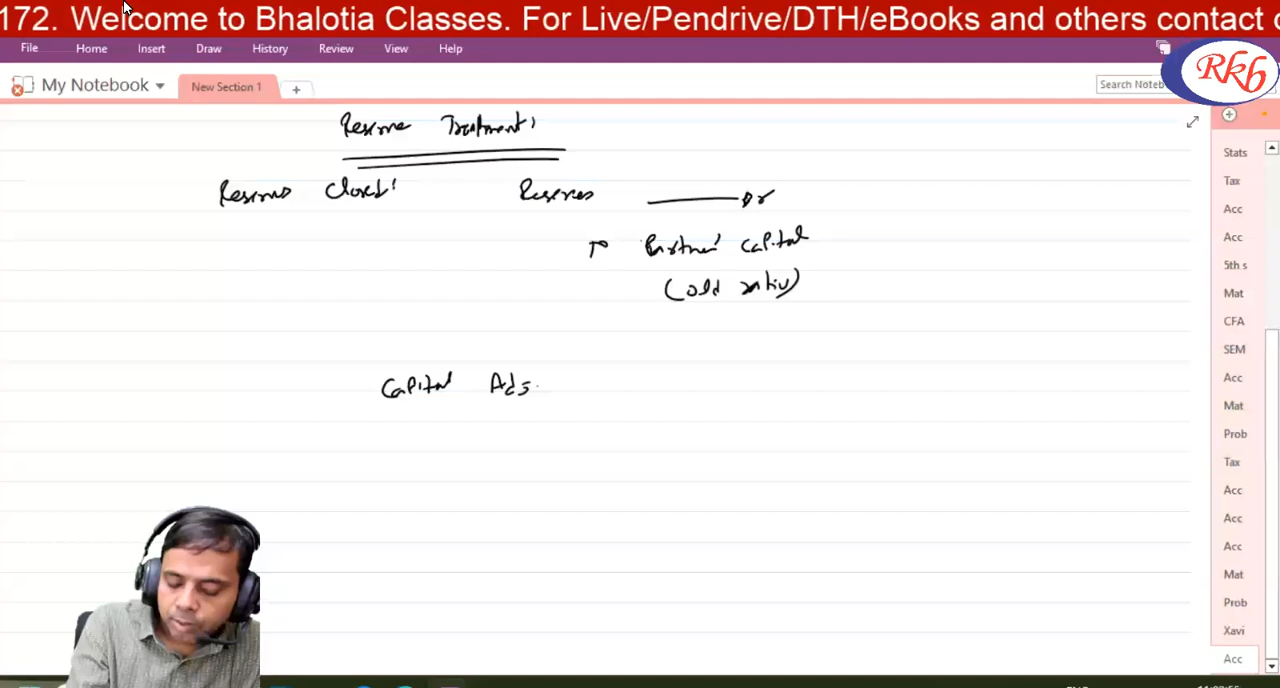 172. Welcome to Bhalotia Classes. For Live/Pendrive/DTH/eBooks and others contact
File Home Insert Draw History Review View Help
Rkb
My Notebook New Section 1 + Search Noteb
Reserve Treatment:
Reserves Closed: Reserves Dr
To Partners' Capital
(old ratio)
Capital Ads
Stats
Tax
Acc
Acc
5th s
Mat
CFA
SEM
Acc
Mat
Prob
Tax
Acc
Acc
Acc
Mat
Prob
Xavi
Acc